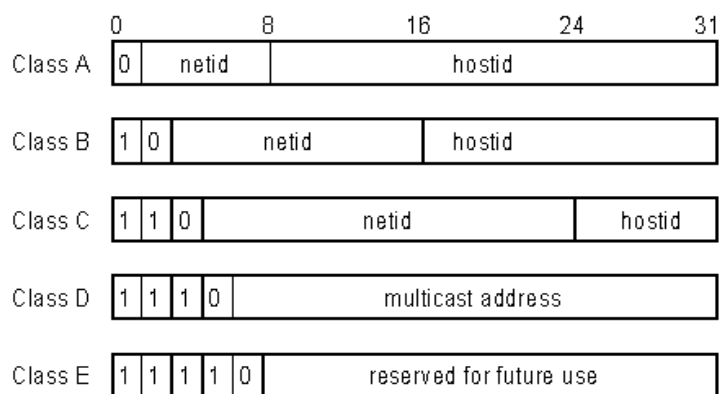 0 8 16 24 31
Class A 0 netid hostid
Class B 1 0 netid hostid
Class C 1 1 0 netid hostid
Class D 1 1 1 0 multicast address
Class E 1 1 1 1 0 reserved for future use